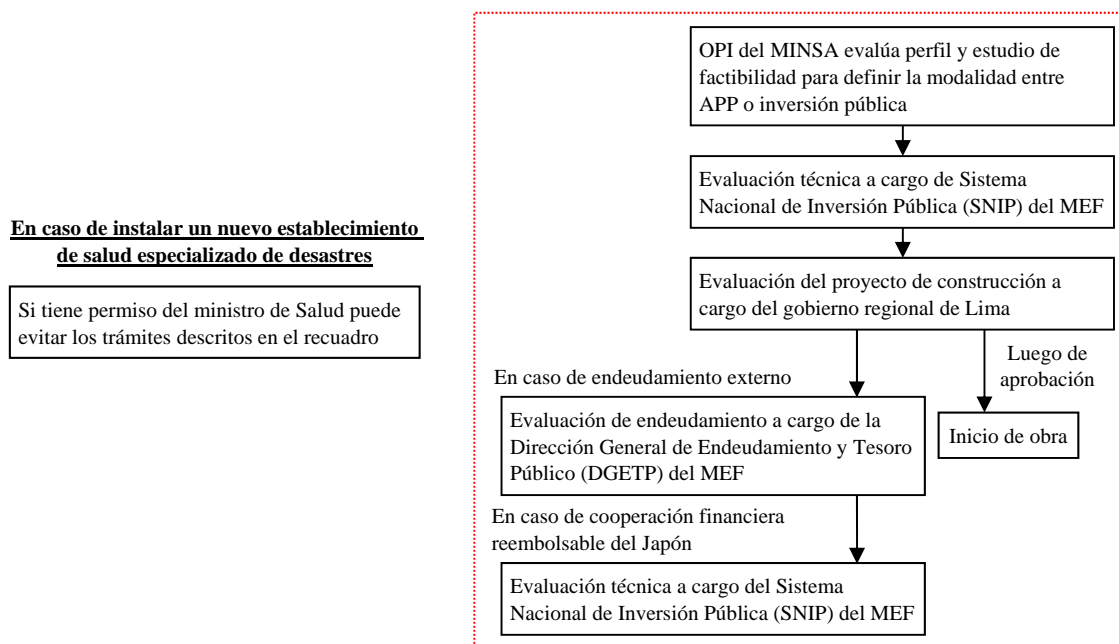 En caso de instalar un nuevo establecimiento
de salud especializado de desastres
Si tiene permiso del ministro de Salud puede
evitar los trámites descritos en el recuadro
OPI del MINSA evalúa perfil y estudio de
factibilidad para definir la modalidad entre
APP o inversión pública
Evaluación técnica a cargo de Sistema
Nacional de Inversión Pública (SNIP) del MEF
Evaluación del proyecto de construcción a
cargo del gobierno regional de Lima
Luego de
aprobación
Inicio de obra
En caso de endeudamiento externo
Evaluación de endeudamiento a cargo de la
Dirección General de Endeudamiento y Tesoro
Público (DGETP) del MEF
En caso de cooperación financiera
reembolsable del Japón
Evaluación técnica a cargo del Sistema
Nacional de Inversión Pública (SNIP) del MEF